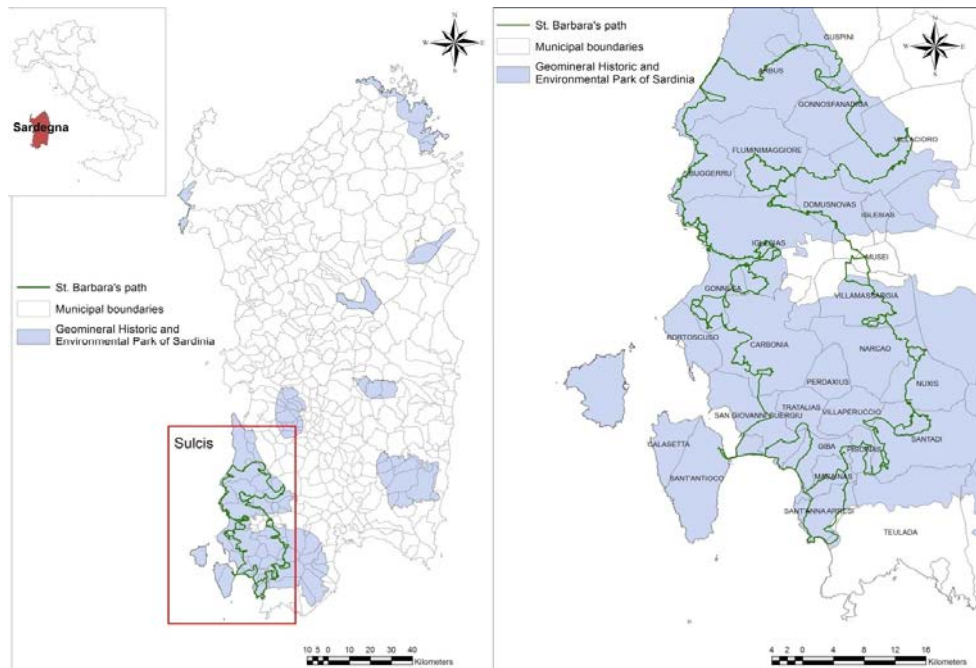 Sardegna
N
W
E
S
St. Barbara's path
Municipal boundaries
Geomineral Historic and
Environmental Park of Sardinia
Sulcis
10 5 0 10 20 30 40
Kilometers
St. Barbara's path
Municipal boundaries
Geomineral Historic and
Environmental Park of Sardinia
N
W
E
S
GUSPINI
ARBUS
GONNOSFANADIGA
VILLACIDRO
FLUMINIMAGGIORE
BUGGERRU
DOMUSNOVAS
IGLESIAS
IGLESIAS
MUSEI
GONNESA
VILLAMASSARGIA
PORTOSCUSO
CARBONIA
NARCAO
PERDAXIUS
NUXIS
SAN GIOVANNI SUERGIU
TRATALIAS
VILLAPERUCCIO
SANTADI
CALASETTA
GIBA
PISCINAS
SANT'ANTIOCO
MASAINAS
SANT'ANNA ARRESI
TEULADA
4 2 0 4 8 12 16
Kilometers